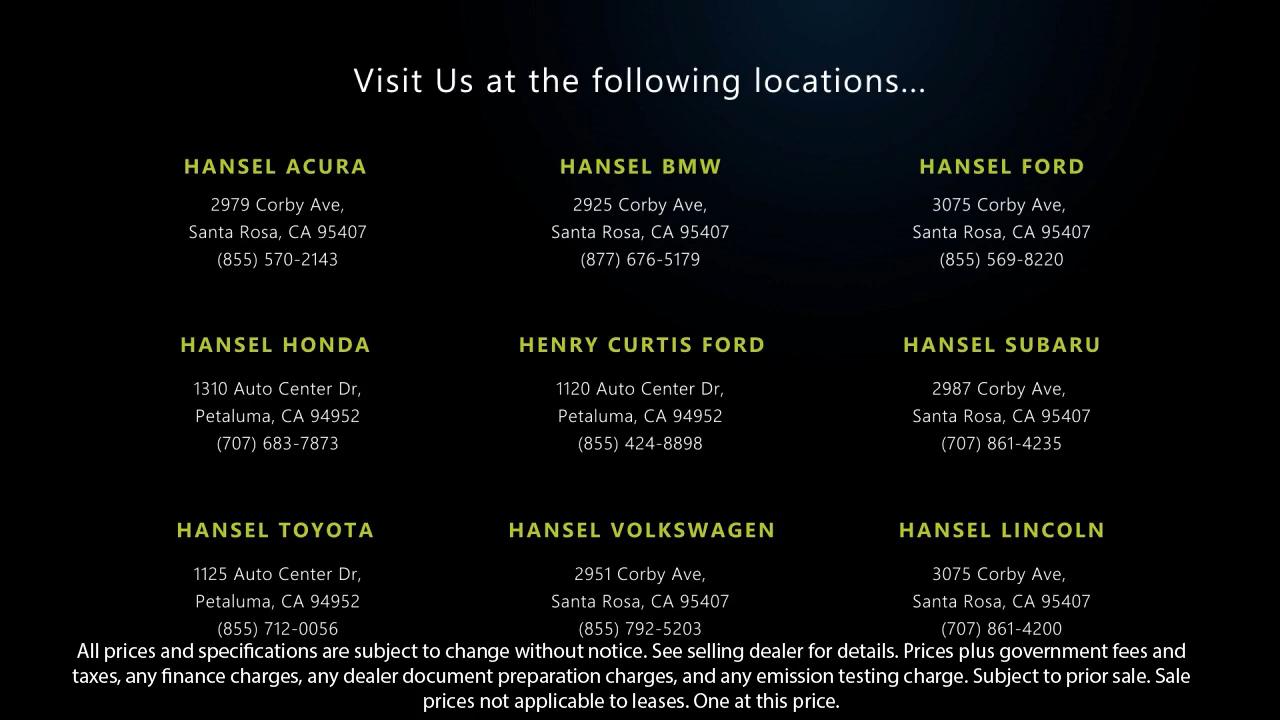 Visit Us at the following locations...
HANSEL ACURA
2979 Corby Ave,
Santa Rosa, CA 95407
(855) 570-2143
HANSEL BMW
2925 Corby Ave,
Santa Rosa, CA 95407
(877) 676-5179
HANSEL FORD
3075 Corby Ave,
Santa Rosa, CA 95407
(855) 569-8220
HANSEL HONDA
1310 Auto Center Dr,
Petaluma, CA 94952
(707) 683-7873
HENRY CURTIS FORD
1120 Auto Center Dr,
Petaluma, CA 94952
(855) 424-8898
HANSEL SUBARU
2987 Corby Ave,
Santa Rosa, CA 95407
(707) 861-4235
HANSEL TOYOTA
1125 Auto Center Dr,
Petaluma, CA 94952
(855) 712-0056
HANSEL VOLKSWAGEN
2951 Corby Ave,
Santa Rosa, CA 95407
(855) 792-5203
HANSEL LINCOLN
3075 Corby Ave,
Santa Rosa, CA 95407
(707) 861-4200
All prices and specifications are subject to change without notice. See selling dealer for details. Prices plus government fees and
taxes, any finance charges, any dealer document preparation charges, and any emission testing charge. Subject to prior sale. Sale
prices not applicable to leases. One at this price.